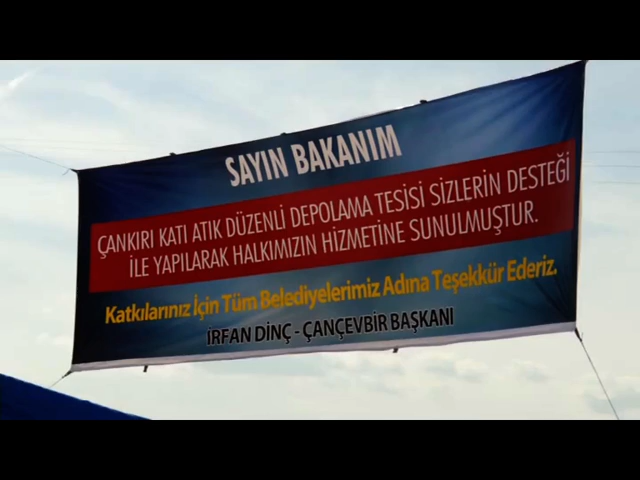 SAYIN BAKANIM
ÇANKIRI KATI ATIK DÜZENLİ DEPOLAMA TESİSİ SİZLERİN DESTEĞİ
İLE YAPILARAK HALKIMIZIN HİZMETİNE SUNULMUŞTUR.
Katkılarınız İçin Tüm Belediyelerimiz Adına Teşekkür Ederiz.
İRFAN DİNÇ - ÇANÇEVBİR BAŞKANI